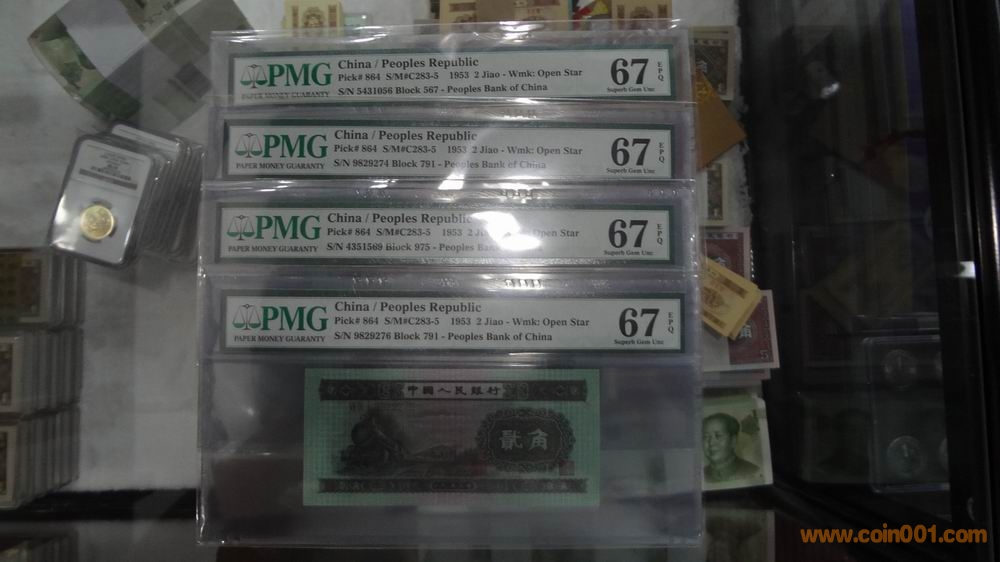 PMG
PAPER MONEY GUARANTY
China / Peoples Republic
Pick# 864 S/M#C283-5 1953 2 Jiao - Wmk: Open Star
S/N 5431056 Block 567 - Peoples Bank of China
67 EPQ
Superb Gem Unc
PMG
PAPER MONEY GUARANTY
China / Peoples Republic
Pick# 864 S/M#C283-5 1953 2 Jiao - Wmk: Open Star
S/N 9829274 Block 791 - Peoples Bank of China
67 EPQ
Superb Gem Unc
PMG
PAPER MONEY GUARANTY
China / Peoples Republic
Pick# 864 S/M#C283-5 1953 2 Open Star
S/N 4351569 Block 975 - Peoples
67 EPQ
Superb Gem Unc
PMG
PAPER MONEY GUARANTY
China / Peoples Republic
Pick# 864 S/M#C283-5 1953 2 Jiao - Wmk: Open Star
S/N 9829276 Block 791 - Peoples Bank of China
67 EPQ
Superb Gem Unc
中國人民銀行
貳角
www.coin001.com